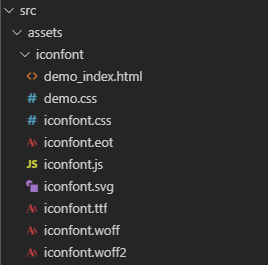 src
assets
iconfont
demo_index.html
demo.css
iconfont.css
iconfont.eot
JS iconfont.js
iconfont.svg
iconfont.ttf
iconfont.woff
iconfont.woff2